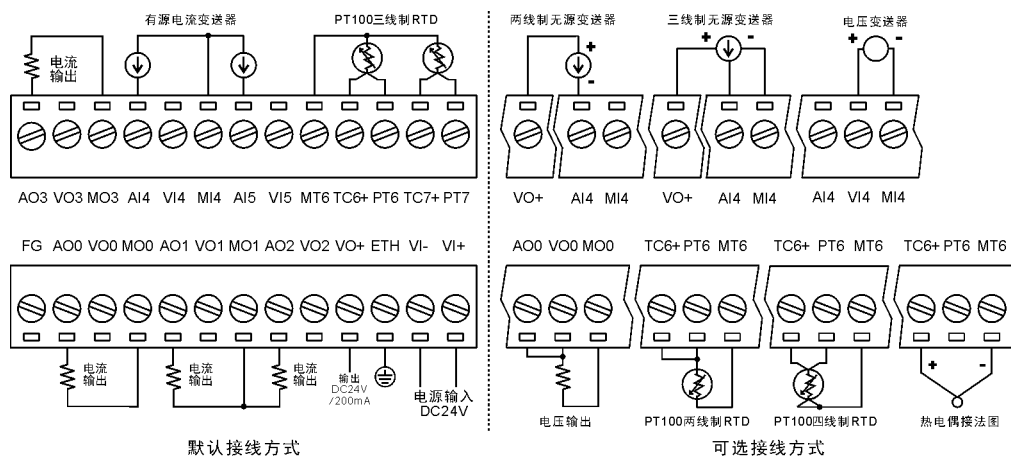 有源电流变送器
PT100三线制RTD
电流
输出
AO3 VO3 MO3 AI4 VI4 MI4 AI5 VI5 MT6 TC6+ PT6 TC7+ PT7
FG AO0 VO0 MO0 AO1 VO1 MO1 AO2 VO2 VO+ ETH VI- VI+
电流
输出
电流
输出
电流
输出
输出
DC24V
/200mA
电源输入
DC24V
默认接线方式
两线制无源变送器
三线制无源变送器
电压变送器
+
-
+ -
+ -
VO+ AI4 MI4
VO+ AI4 MI4
AI4 VI4 MI4
AO0 VO0 MO0
TC6+ PT6 MT6
TC6+ PT6 MT6
TC6+ PT6 MT6
+ -
电压输出
PT100两线制RTD
PT100四线制RTD
热电偶接法图
可选接线方式